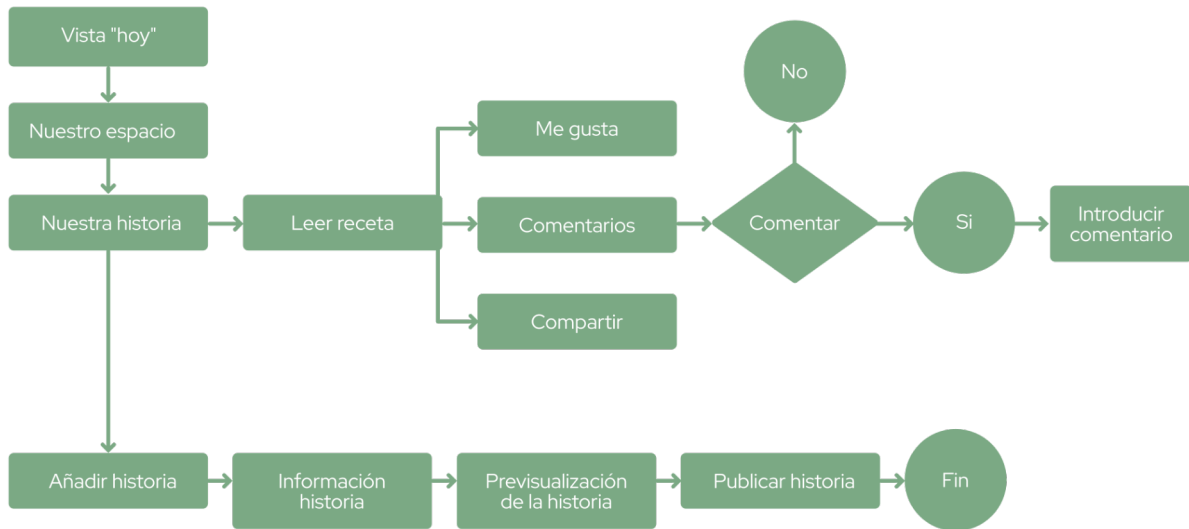 Vista "hoy"
Nuestro espacio
Nuestra historia
Leer receta
Me gusta
Comentarios
Compartir
Comentar
No
Si
Introducir
comentario
Añadir historia
Información
historia
Previsualización
de la historia
Publicar historia
Fin